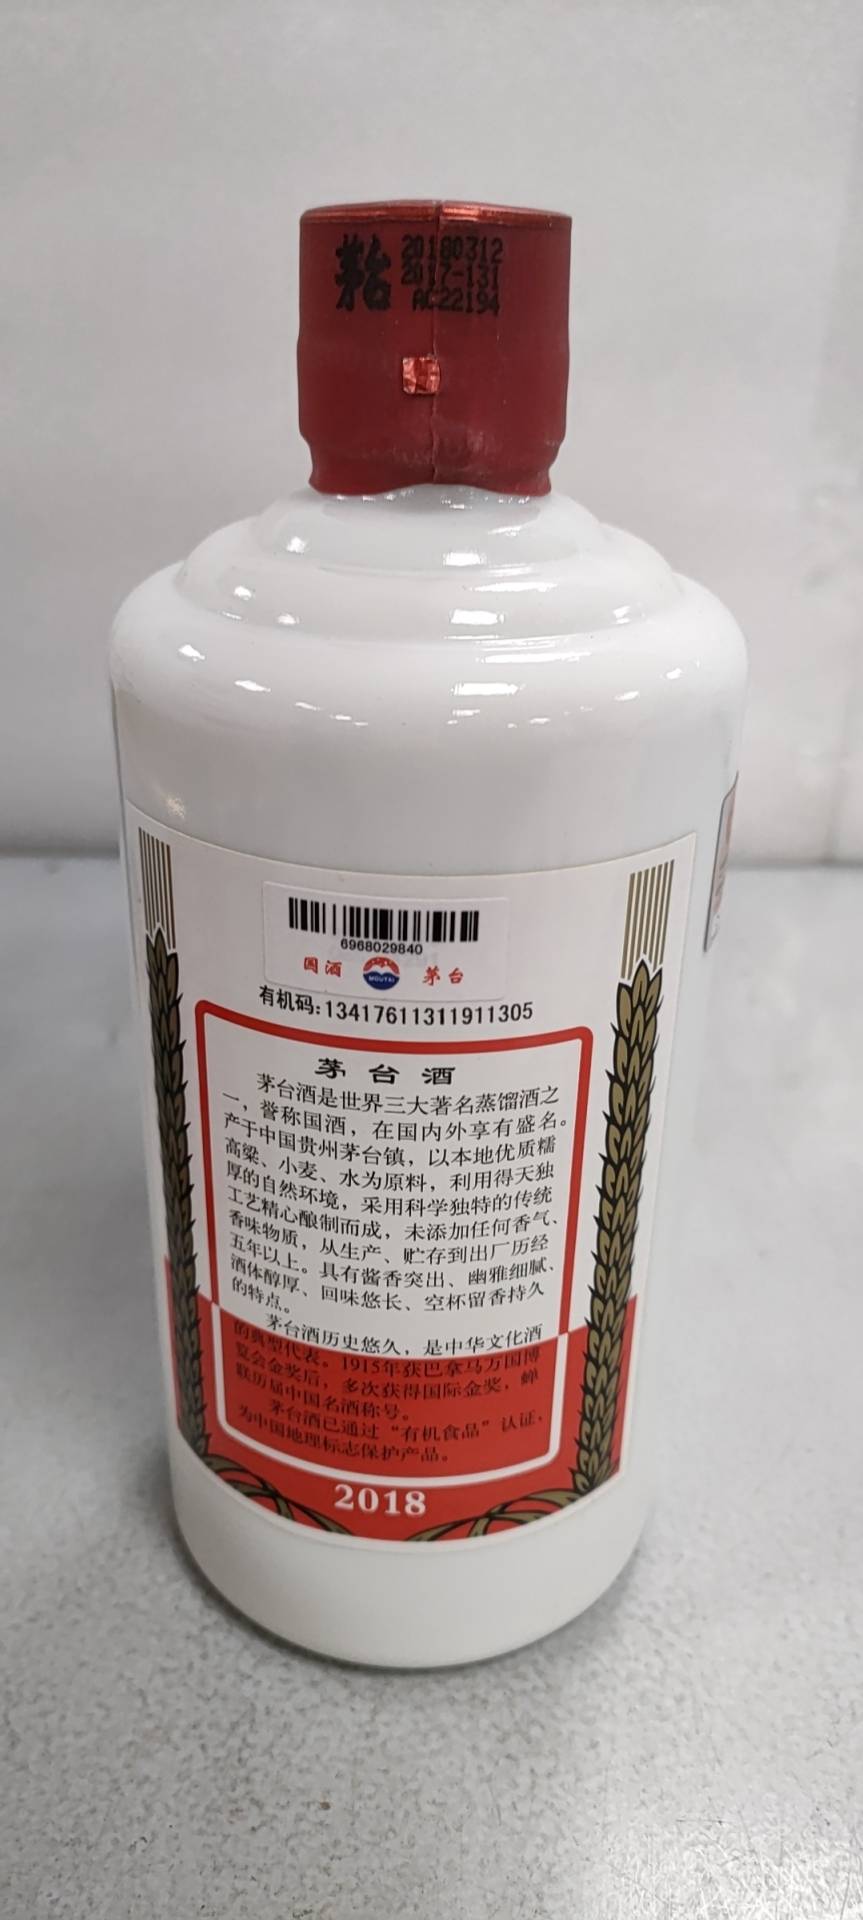 茅台
20180312
2017-131
AC22194
6968029840
国酒 MOUTAI 茅台
有机码:13417611311911305
茅台酒
茅台酒是世界三大著名蒸馏酒之
一，誉称国酒，在国内外享有盛名。
产于中国贵州茅台镇，以本地优质糯
高粱、小麦、水为原料，利用得天独
厚的自然环境，采用科学独特的传统
工艺精心酿制而成，未添加任何香气、
香味物质，从生产、贮存到出厂历经
五年以上。具有酱香突出、幽雅细腻、
酒体醇厚、回味悠长、空杯留香持久
的特点。
茅台酒历史悠久，是中华文化酒
的典型代表。1915年获巴拿马万国博
览会金奖后，多次获得国际金奖，蝉
联历届中国名酒称号。
茅台酒已通过“有机食品”认证，
为中国地理标志保护产品。
2018